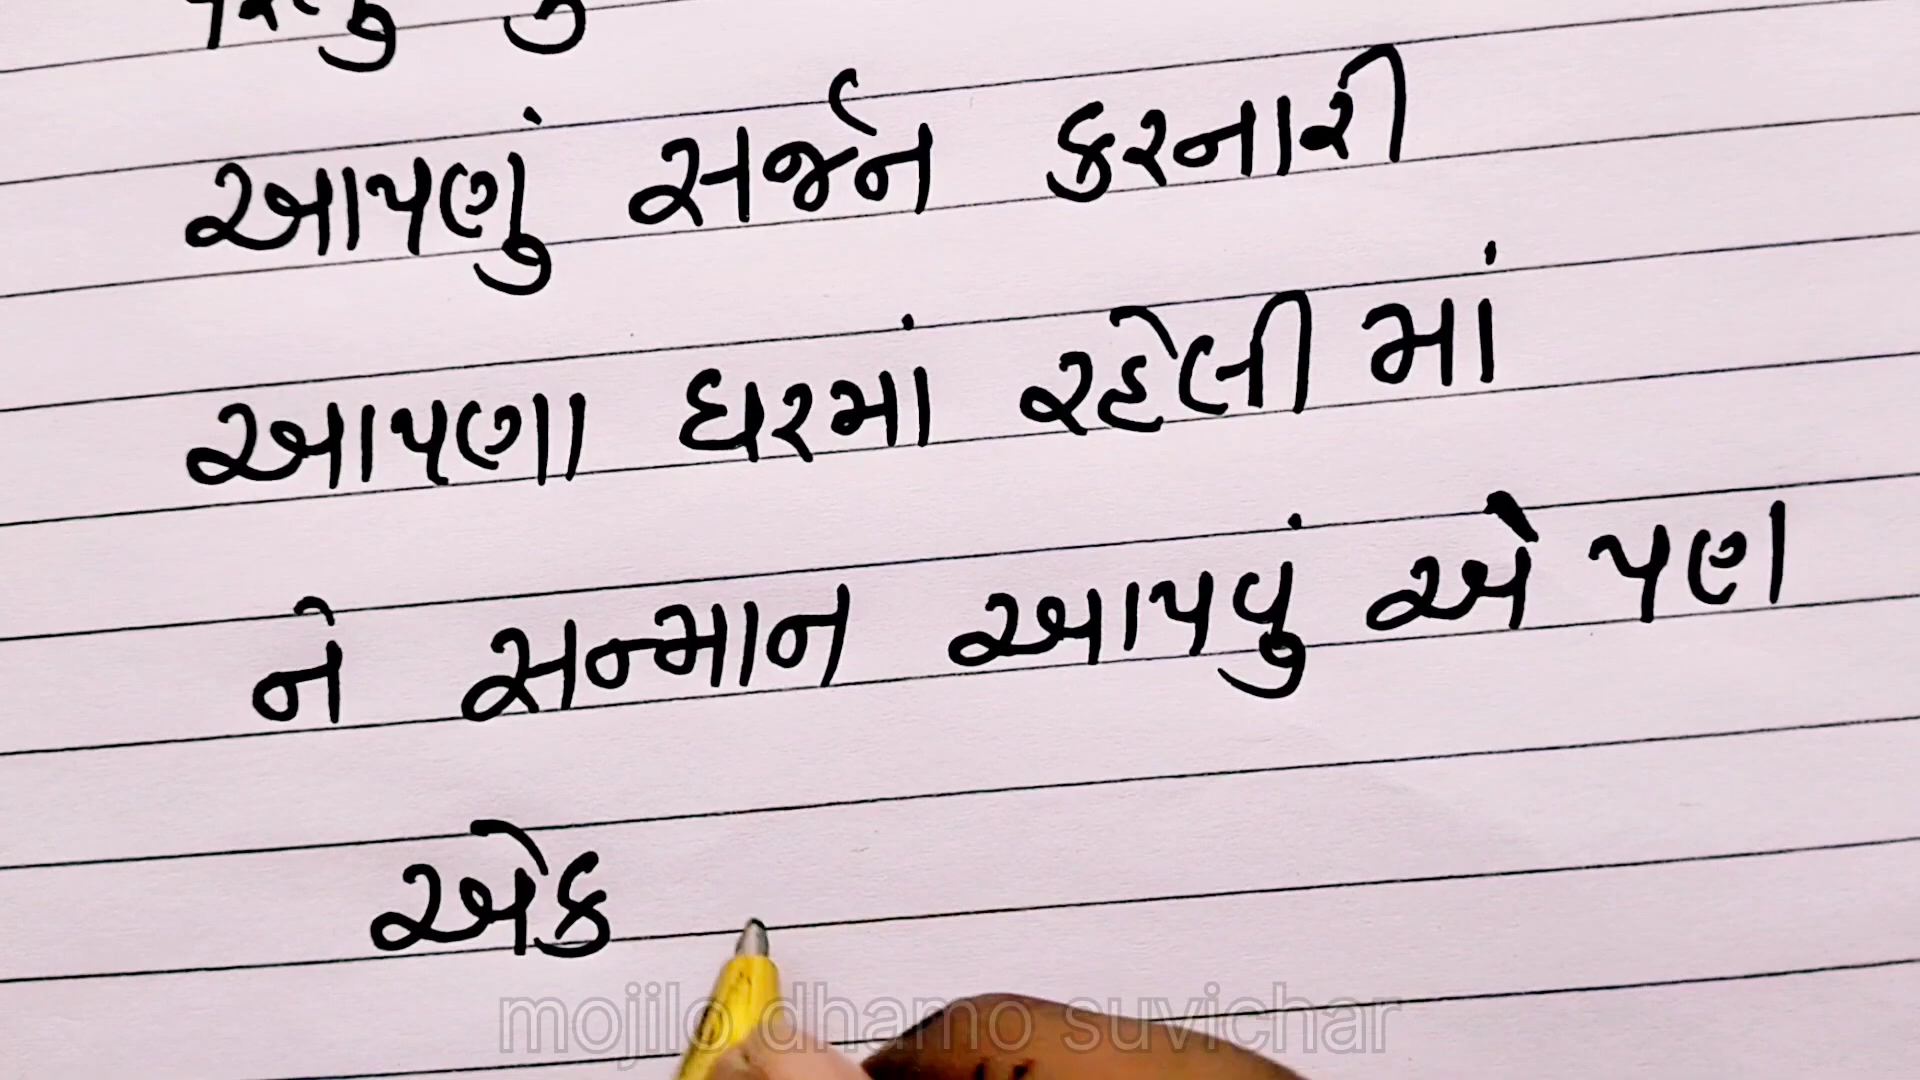 આપણું સર્જન કરનારી
આપણા ઘરમાં રહેલી માં
ને સન્માન આપવું એ પણ
એક
mojilo dhamo suvichar